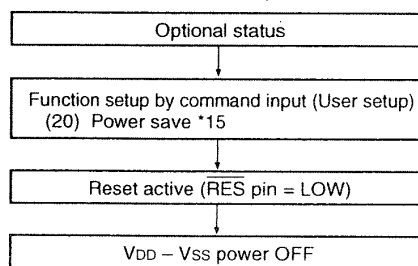 Optional status
Function setup by command input (User setup)
(20) Power save *15
Reset active (R̅E̅S̅ pin = LOW)
VDD – VSS power OFF